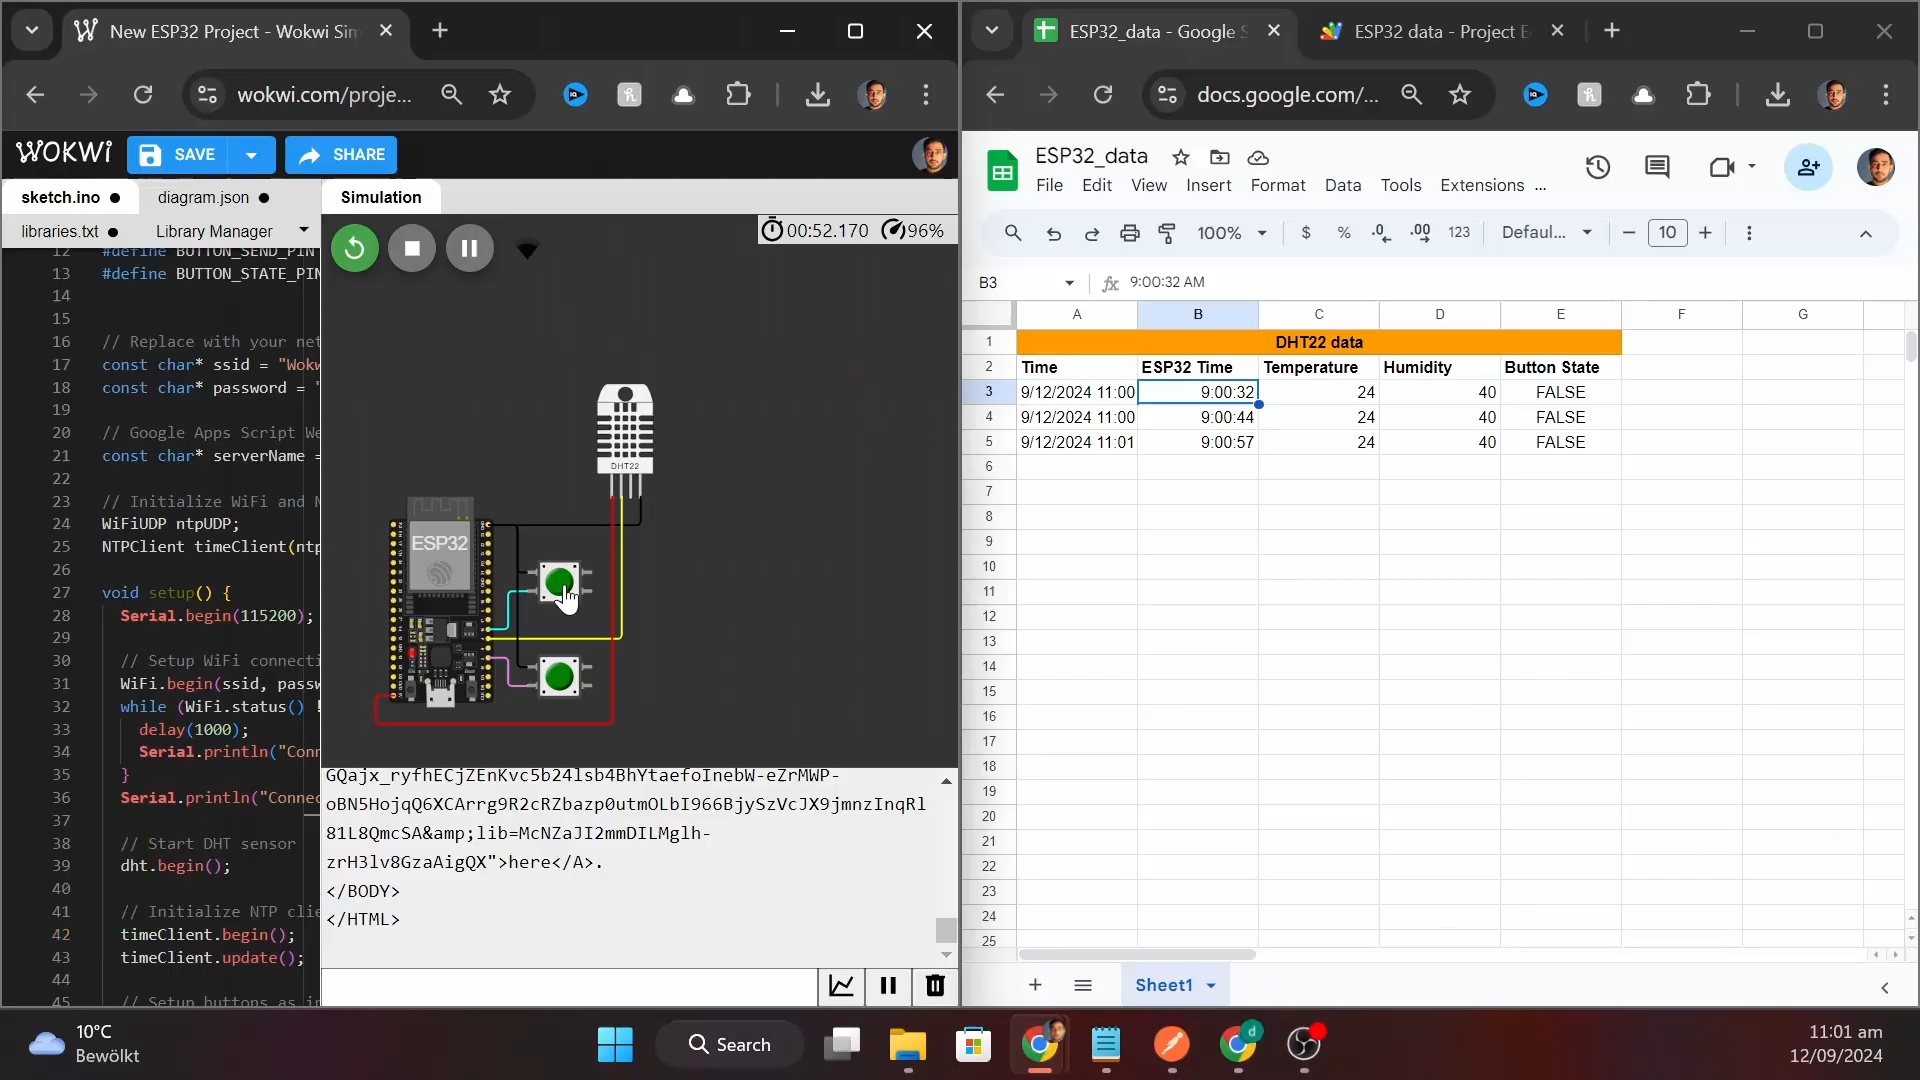 New ESP32 Project - Wokwi Sim
wokwi.com/proje...
WOKWi
SAVE
SHARE
sketch.ino
diagram.json
Simulation
libraries.txt
Library Manager
00:52.170
96%
12 #define BUTTON_SEND_PIN
13 #define BUTTON_STATE_PIN
14
15
16 // Replace with your net
17 const char* ssid = "Wokw
18 const char* password = "
19
20 // Google Apps Script We
21 const char* serverName =
22
23 // Initialize WiFi and N
24 WiFiUDP ntpUDP;
25 NTPClient timeClient(ntp
26
27 void setup() {
28 Serial.begin(115200);
29
30 // Setup WiFi connecti
31 WiFi.begin(ssid, passw
32 while (WiFi.status() !
33 delay(1000);
34 Serial.println("Conn
35 }
36 Serial.println("Connec
37
38 // Start DHT sensor
39 dht.begin();
40
41 // Initialize NTP clie
42 timeClient.begin();
43 timeClient.update();
44
45 // Setup buttons as in
DHT22
ESP32
GQajx_ryfhECjZEnKvc5b24lsb4BhYtaefoInebW-eZrMWP-
oBN5HojqQ6XCArrg9R2cRZbazp0utmOLbI966BjySzVcJX9jmnzInqRl
81L8QmcSA&amp;lib=McNZaJI2mmDILMglh-
zrH3lv8GzaAigQX">here</A>.
</BODY>
</HTML>
ESP32_data - Google S
ESP32 data - Project E
docs.google.com/...
ESP32_data
File Edit View Insert Format Data Tools Extensions ...
100% $ % .0 .00 123 Defaul... − 10 +
B3 fx 9:00:32 AM
A B C D E F G
1 DHT22 data
2 Time ESP32 Time Temperature Humidity Button State
3 9/12/2024 11:00 9:00:32 24 40 FALSE
4 9/12/2024 11:00 9:00:44 24 40 FALSE
5 9/12/2024 11:01 9:00:57 24 40 FALSE
6
7
8
9
10
11
12
13
14
15
16
17
18
19
20
21
22
23
24
25
+ Sheet1
10°C
Bewölkt
Search
11:01 am
12/09/2024